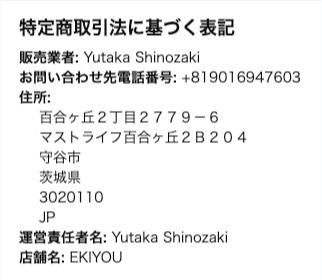 特定商取引法に基づく表記
販売業者: Yutaka Shinozaki
お問い合わせ先電話番号: +819016947603
住所:
百合ヶ丘２丁目２７７９－６
マストライフ百合ヶ丘２Ｂ２０４
守谷市
茨城県
3020110
JP
運営責任者名: Yutaka Shinozaki
店舗名: EKIYOU